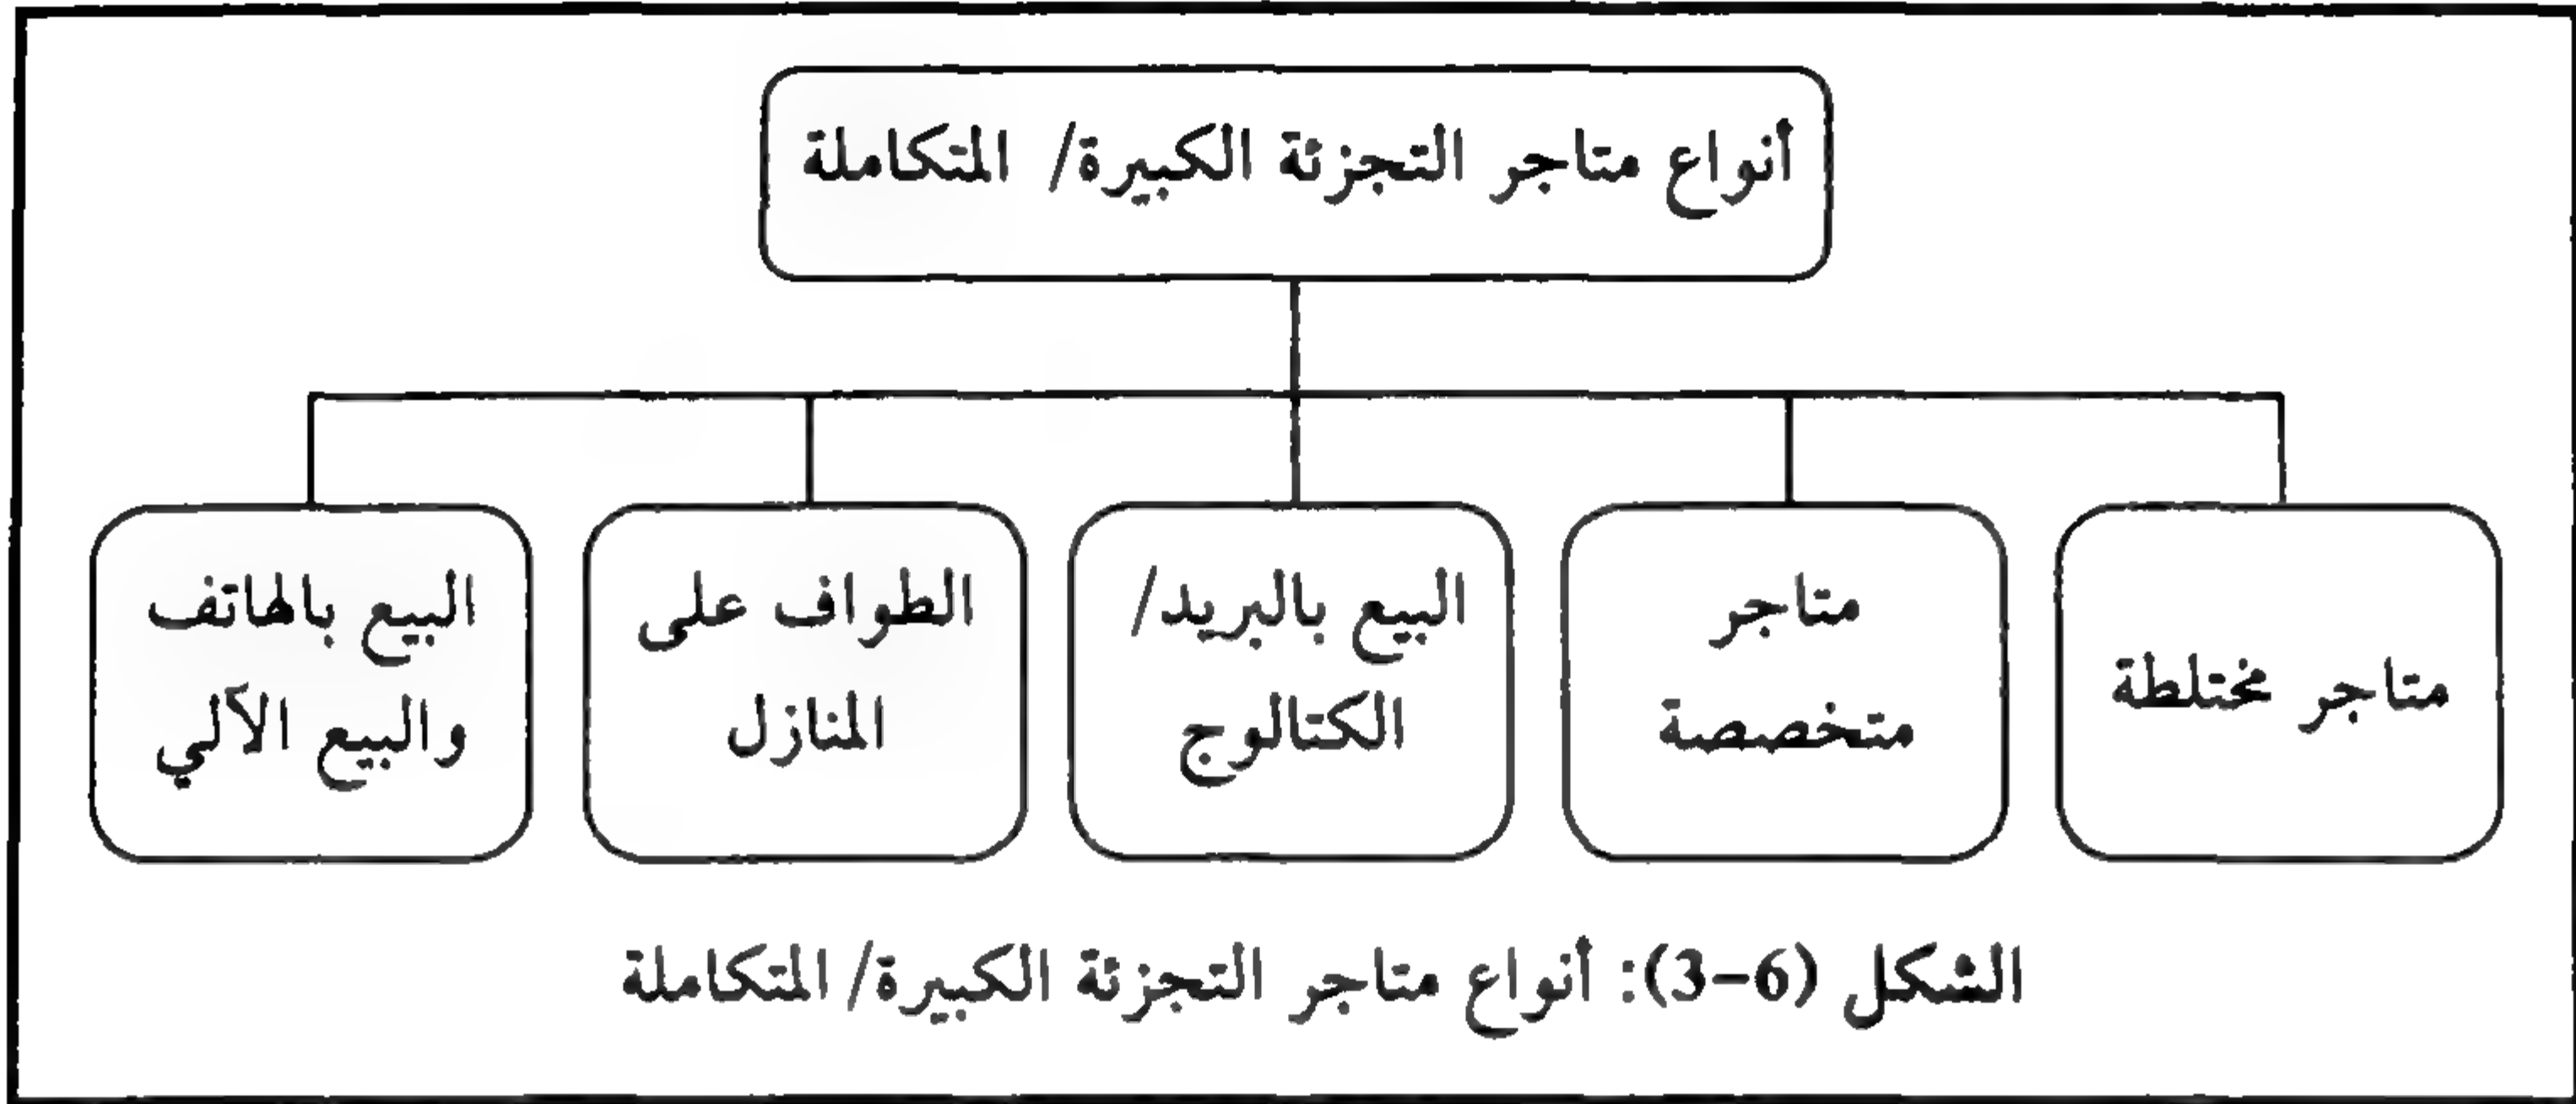 أنواع متاجر التجزئة الكبيرة/ المتكاملة
متاجر مختلطة
متاجر
متخصصة
البيع بالبريد/
الكتالوج
الطواف على
المنازل
البيع بالهاتف
والبيع الآلي
الشكل (6-3): أنواع متاجر التجزئة الكبيرة/ المتكاملة